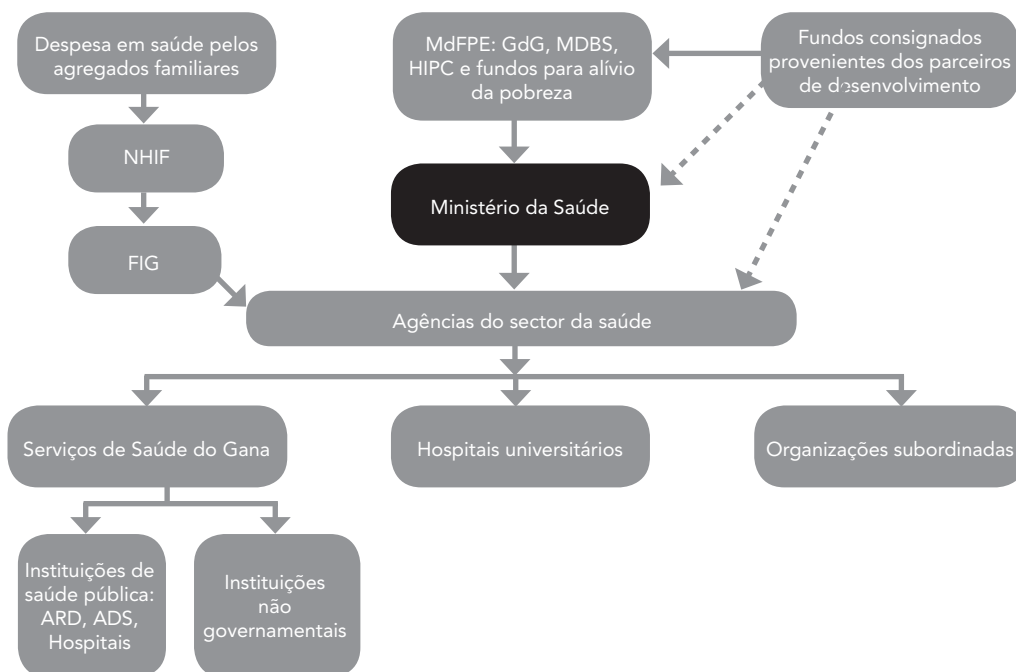 Despesa em saúde pelos
agregados familiares
MdFPE: GdG, MDBS,
HIPC e fundos para alívio
da pobreza
Fundos consignados
provenientes dos parceiros
de desenvolvimento
NHIF
Ministério da Saúde
FIG
Agências do sector da saúde
Serviços de Saúde do Gana
Hospitais universitários
Organizações subordinadas
Instituições de
saúde pública:
ARD, ADS,
Hospitais
Instituições
não
governamentais